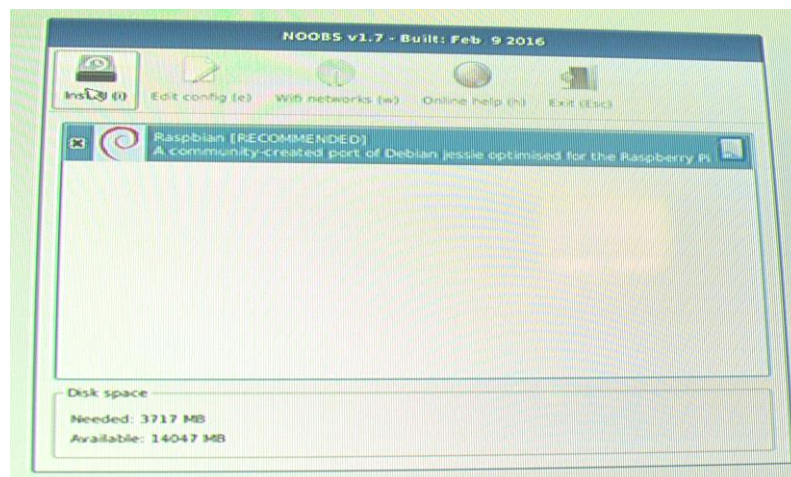 NOOBS v1.7 - Built: Feb 9 2016
Install (i) Edit config (e) Wifi networks (w) Online help (h) Exit (Esc)
Raspbian [RECOMMENDED]
A community-created port of Debian jessie optimised for the Raspberry Pi
Disk space
Needed: 3717 MB
Available: 14047 MB